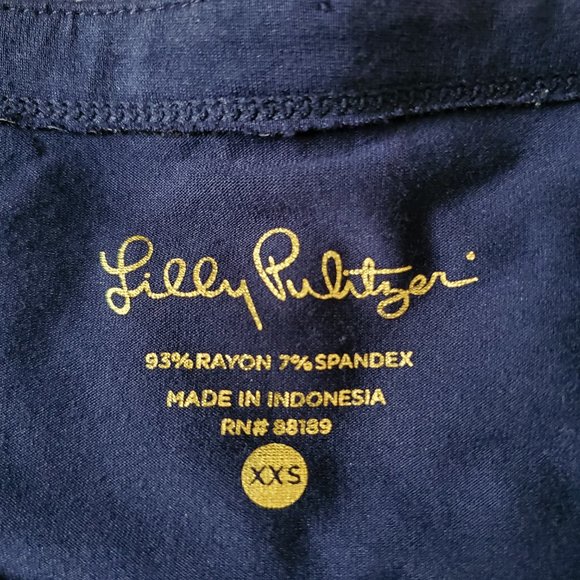 Lilly Pulitzer
93% RAYON 7% SPANDEX
MADE IN INDONESIA
RN# 88189
XXS